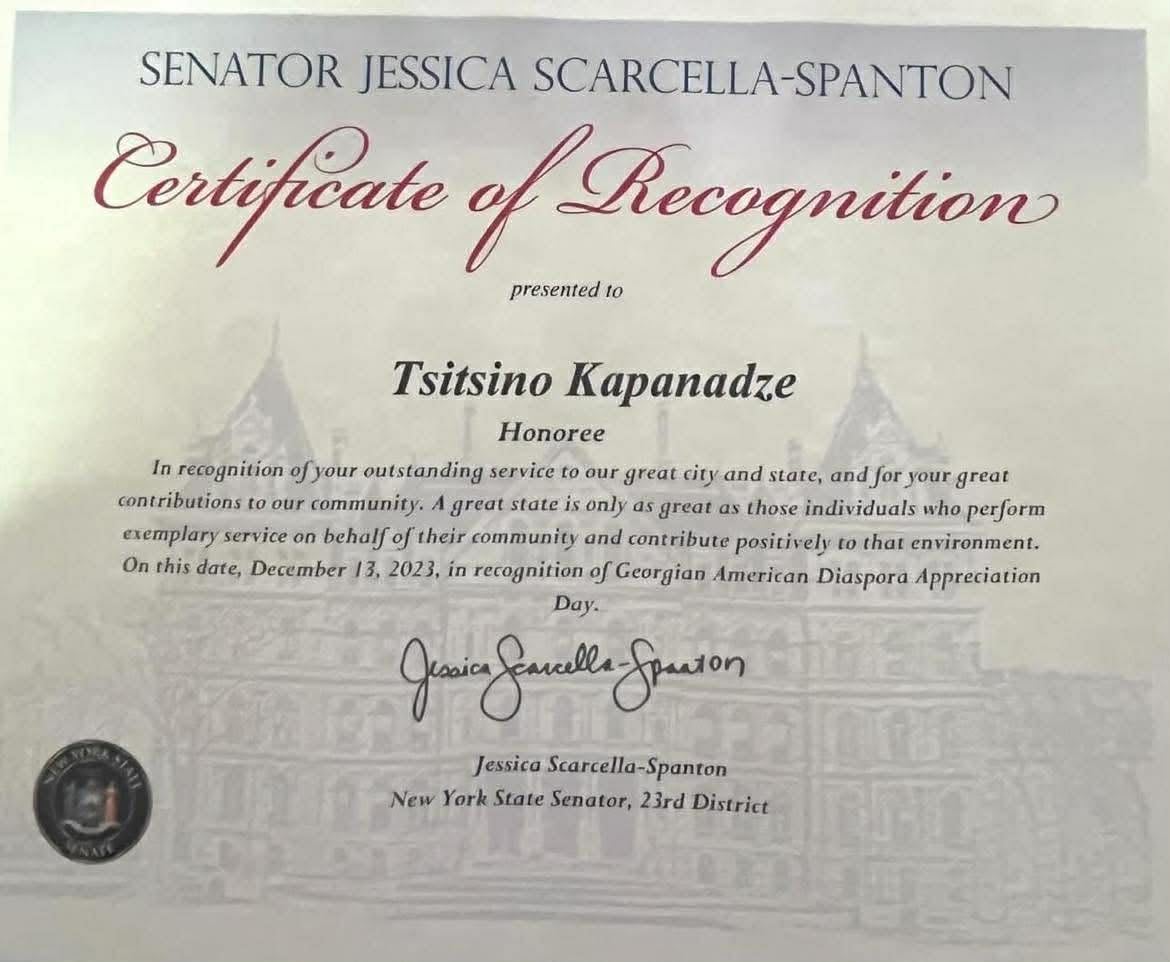 SENATOR JESSICA SCARCELLA-SPANTON
Certificate of Recognition
presented to
Tsitsino Kapanadze
Honoree
In recognition of your outstanding service to our great city and state, and for your great
contributions to our community. A great state is only as great as those individuals who perform
exemplary service on behalf of their community and contribute positively to that environment.
On this date, December 13, 2023, in recognition of Georgian American Diaspora Appreciation
Day.
Jessica Scarcella-Spanton
Jessica Scarcella-Spanton
New York State Senator, 23rd District
NEW YORK STATE
SENATE